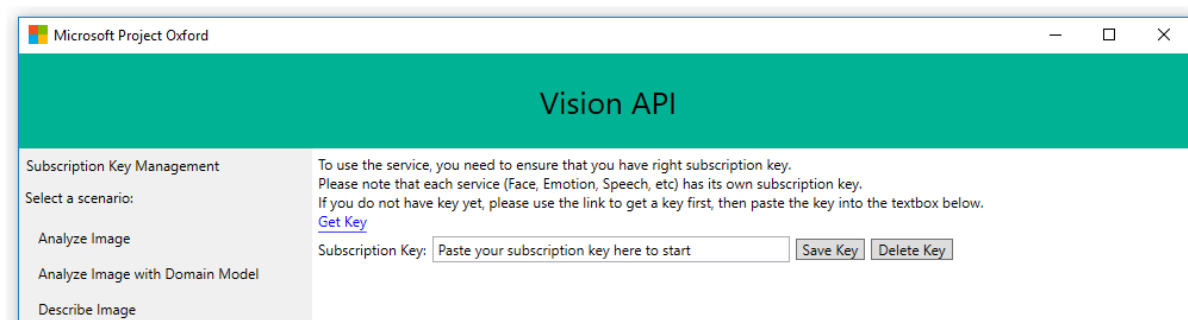 Microsoft Project Oxford
Vision API
Subscription Key Management
Select a scenario:
Analyze Image
Analyze Image with Domain Model
Describe Image
To use the service, you need to ensure that you have right subscription key.
Please note that each service (Face, Emotion, Speech, etc) has its own subscription key.
If you do not have key yet, please use the link to get a key first, then paste the key into the textbox below.
Get Key
Subscription Key: Paste your subscription key here to start Save Key Delete Key